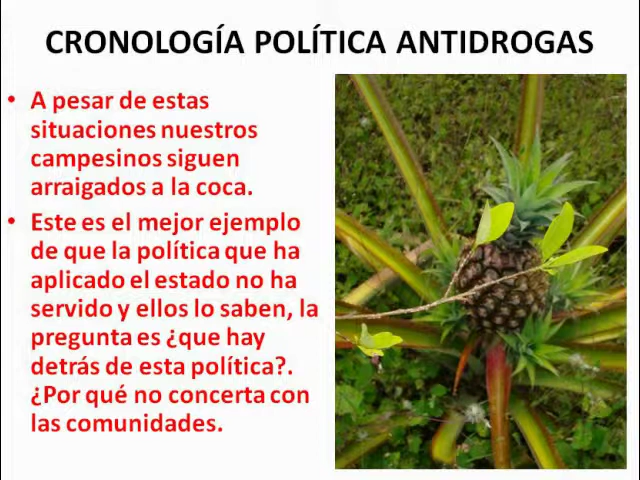 CRONOLOGÍA POLÍTICA ANTIDROGAS
• A pesar de estas
situaciones nuestros
campesinos siguen
arraigados a la coca.
• Este es el mejor ejemplo
de que la política que ha
aplicado el estado no ha
servido y ellos lo saben, la
pregunta es ¿que hay
detrás de esta política?.
¿Por qué no concerta con
las comunidades.